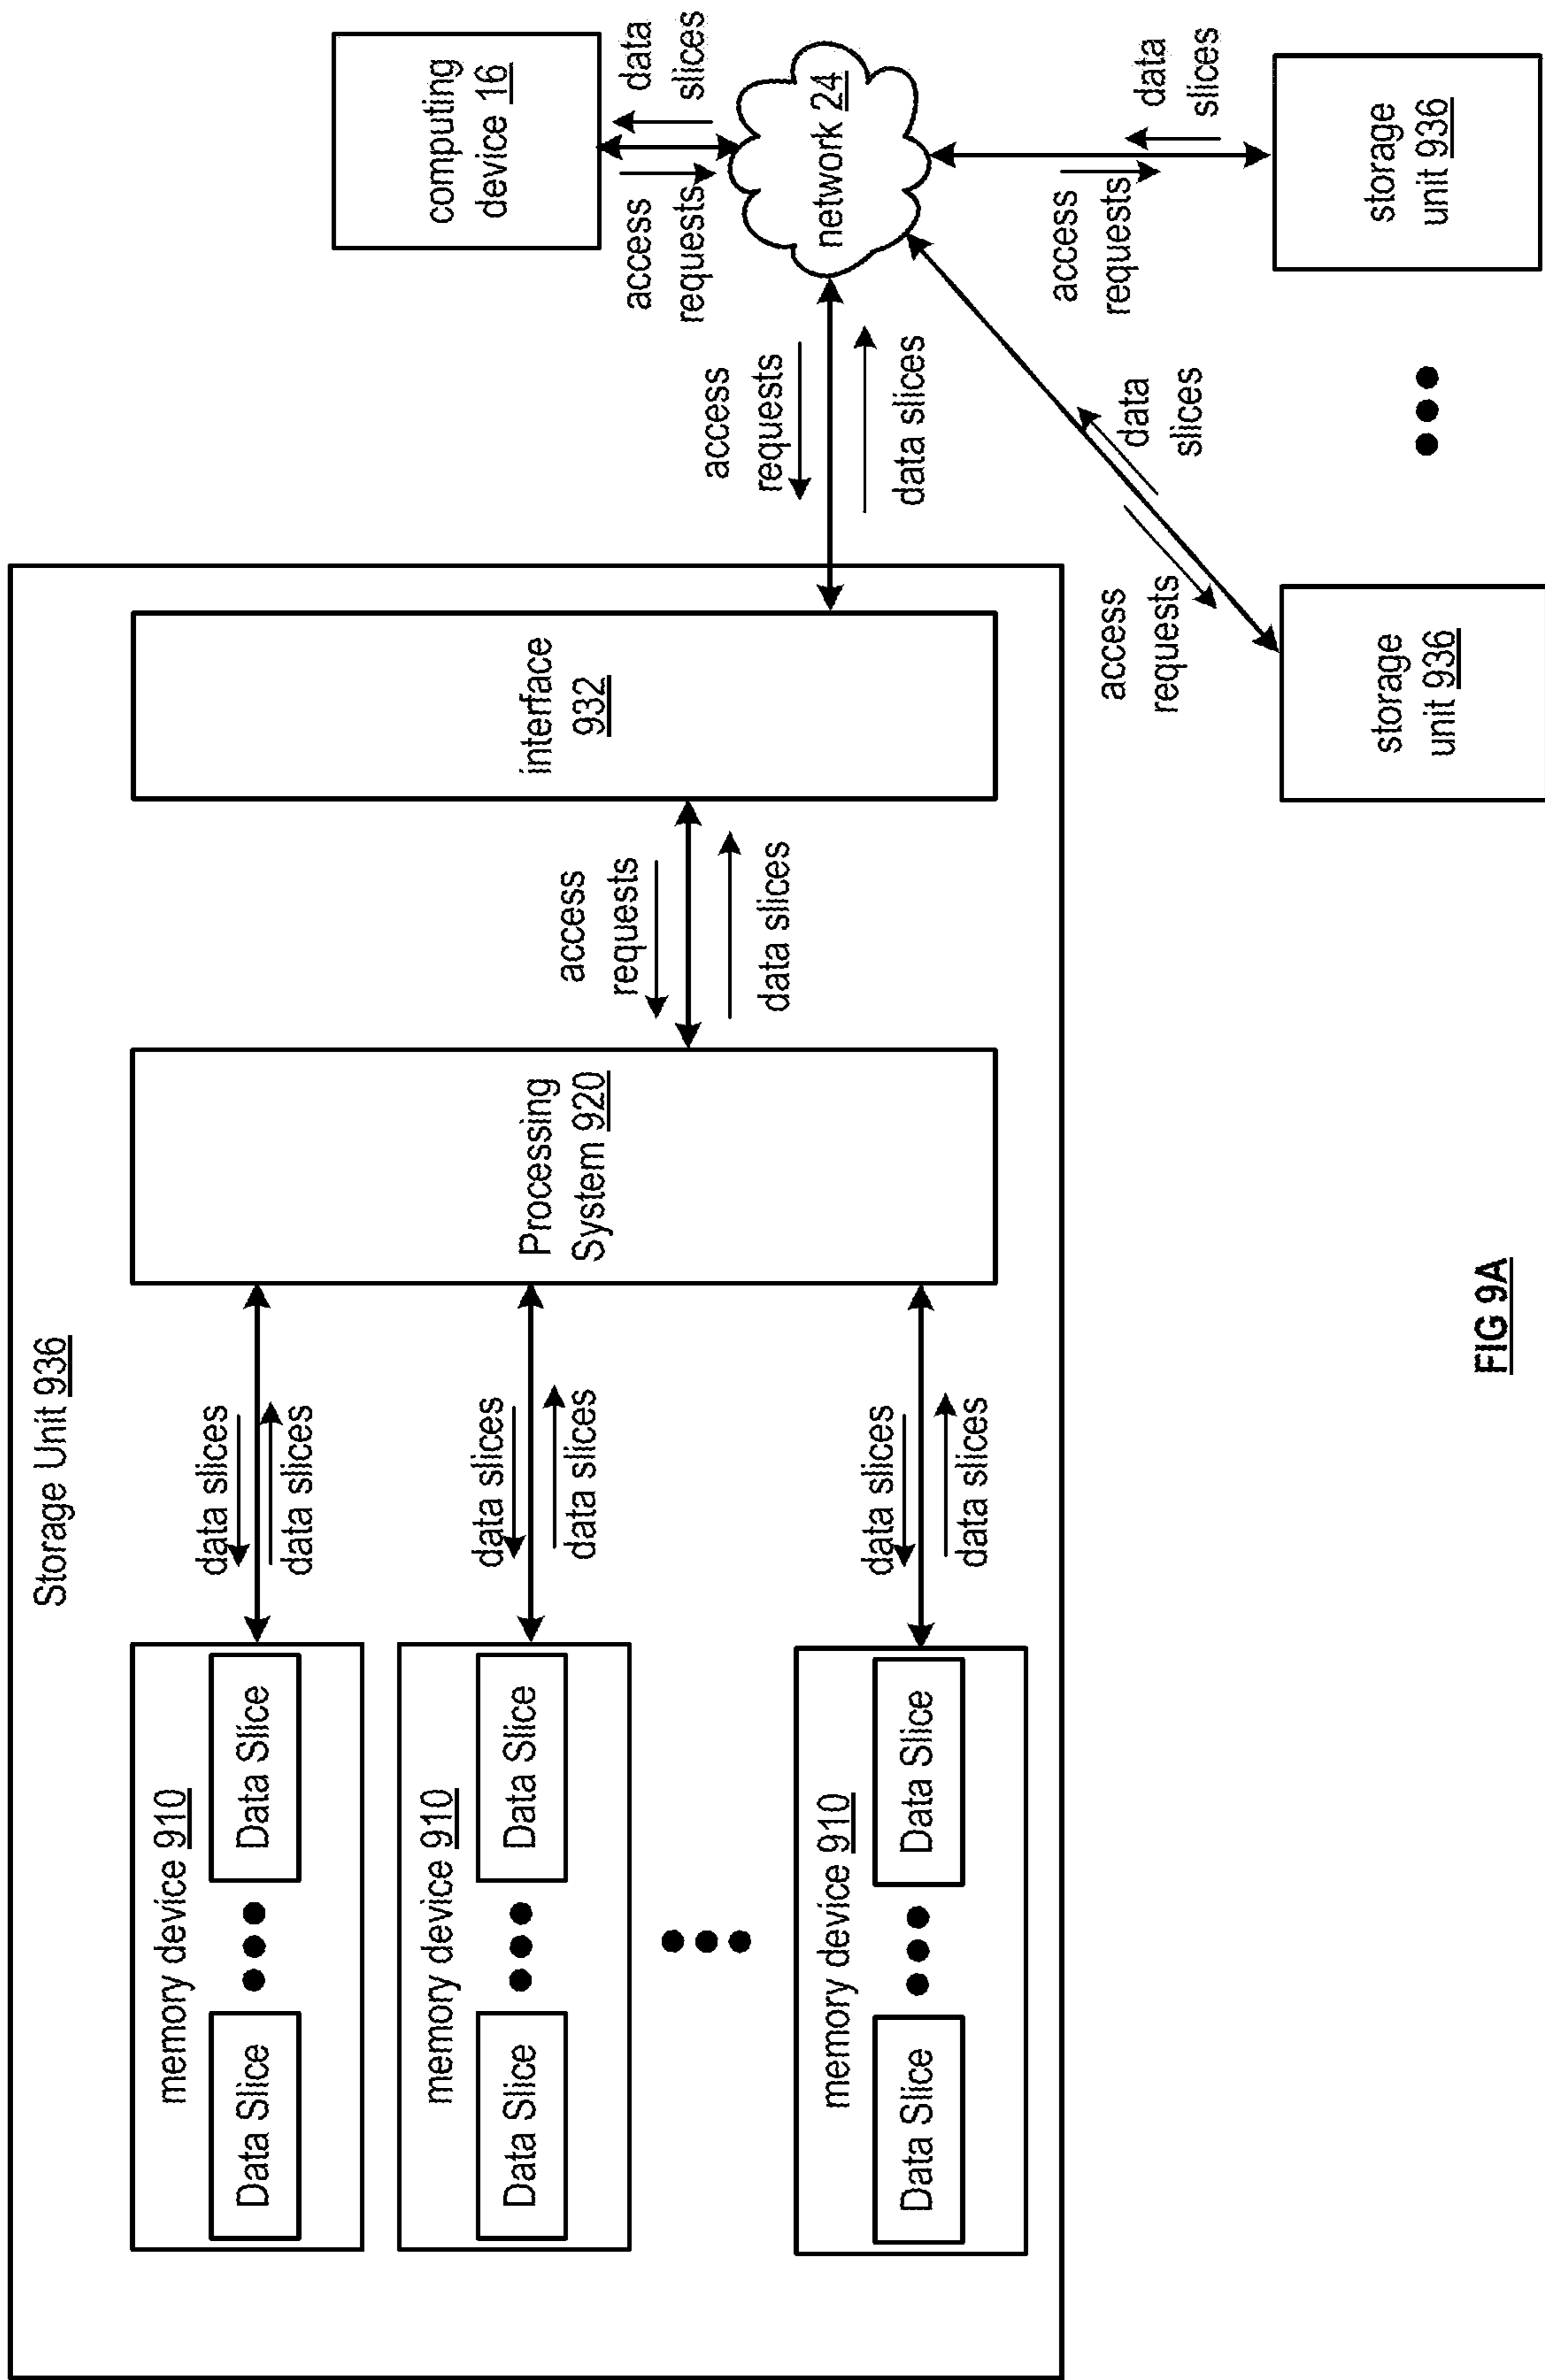 Storage Unit 936
memory device 910
Data Slice
Data Slice
data slices
data slices
memory device 910
Data Slice
Data Slice
data slices
data slices
memory device 910
Data Slice
Data Slice
data slices
data slices
Processing
System 920
access
requests
data slices
interface
932
access
requests
data slices
computing
device 16
access
requests
data
slices
network 24
access
requests
data
slices
access
requests
data
slices
storage
unit 936
storage
unit 936
FIG 9A